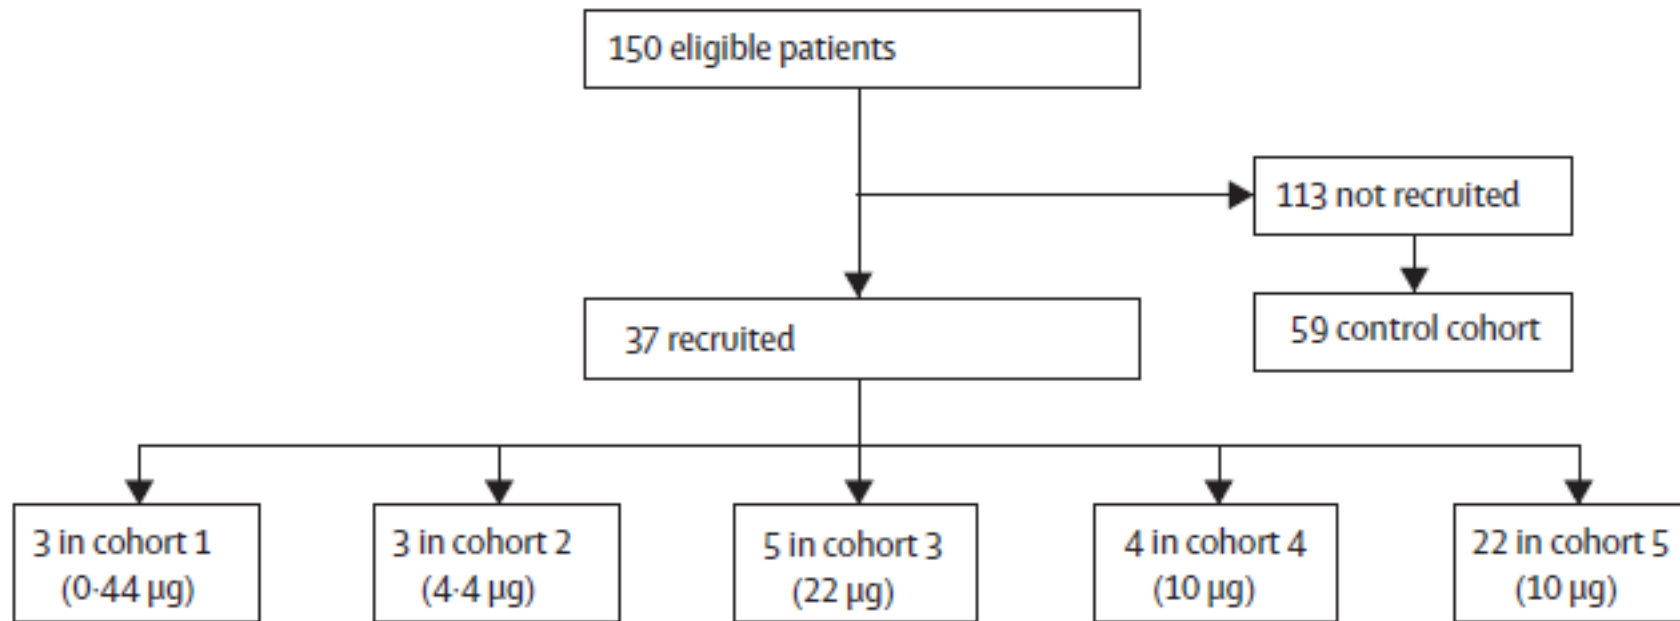 150 eligible patients
113 not recruited
59 control cohort
37 recruited
3 in cohort 1
(0·44 µg)
3 in cohort 2
(4·4 µg)
5 in cohort 3
(22 µg)
4 in cohort 4
(10 µg)
22 in cohort 5
(10 µg)